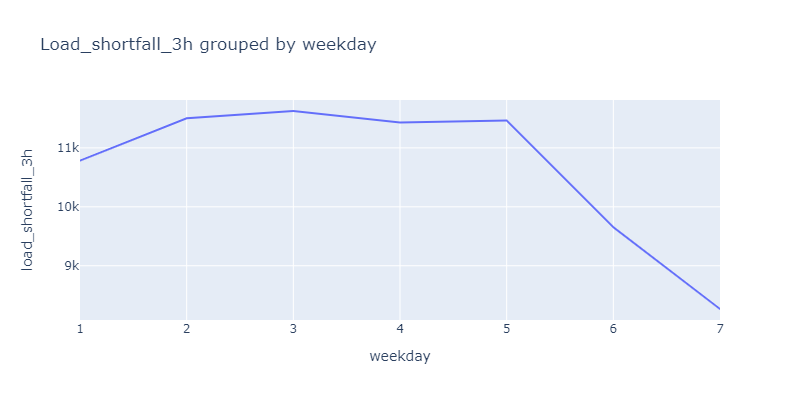 Load_shortfall_3h grouped by weekday
load_shortfall_3h
11k
10k
9k
1 2 3 4 5 6 7
weekday